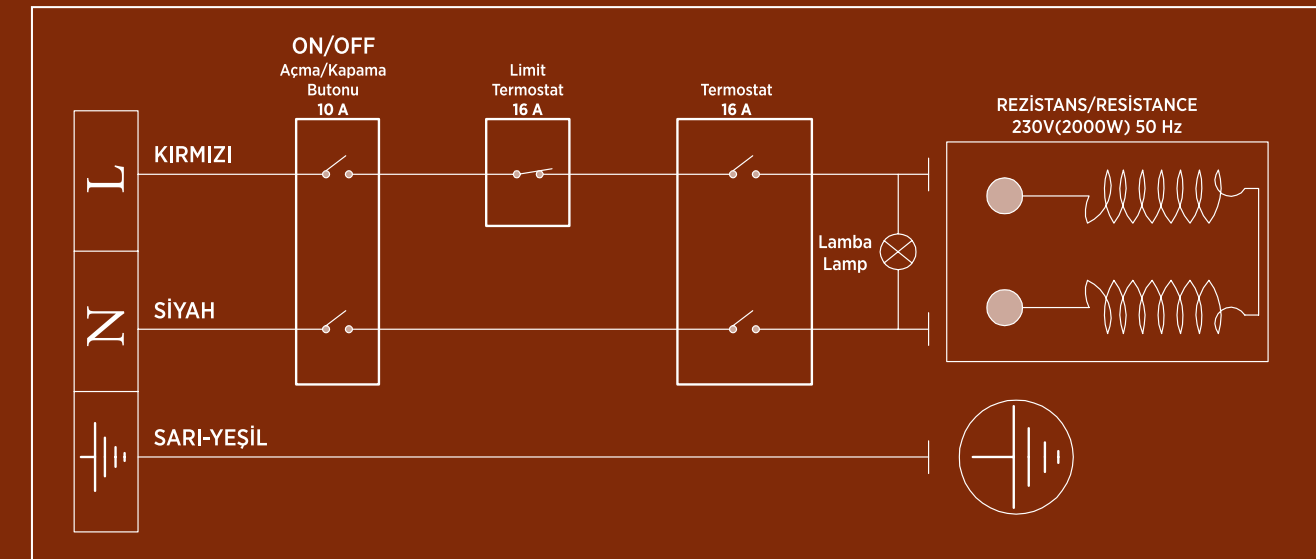 ON/OFF
Açma/Kapama
Butonu
10 A
Limit
Termostat
16 A
Termostat
16 A
REZİSTANS/RESİSTANCE
230V(2000W) 50 Hz
L
KIRMIZI
Lamba
Lamp
N
SİYAH
SARI-YEŞİL